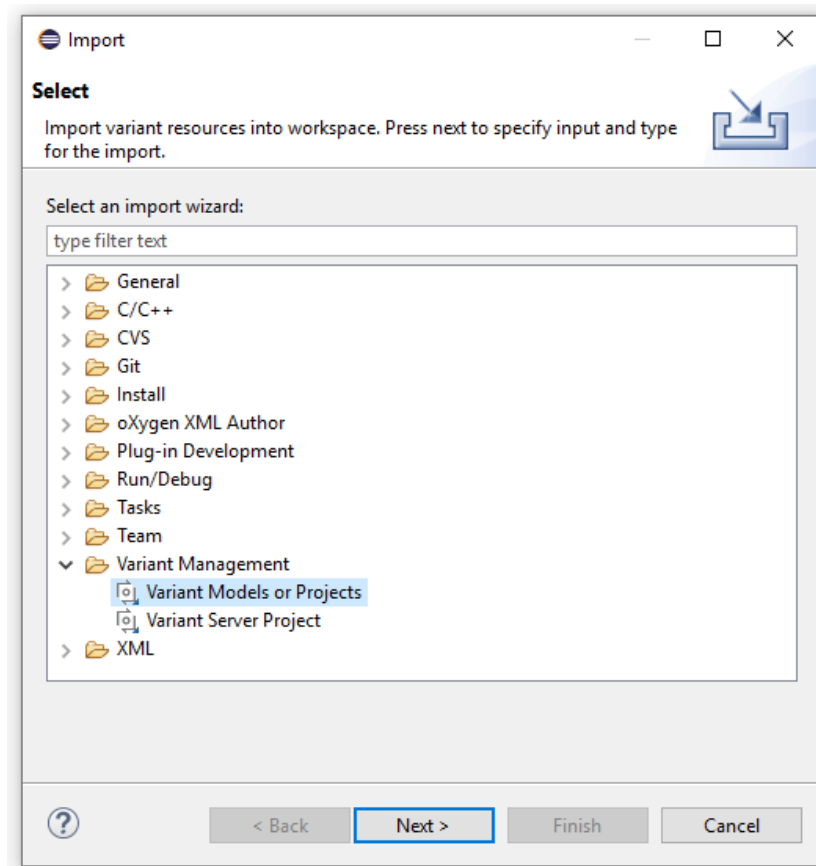 Import
Select
Import variant resources into workspace. Press next to specify input and type
for the import.
Select an import wizard:
type filter text
General
C/C++
CVS
Git
Install
oXygen XML Author
Plug-in Development
Run/Debug
Tasks
Team
Variant Management
Variant Models or Projects
Variant Server Project
XML
?
< Back
Next >
Finish
Cancel